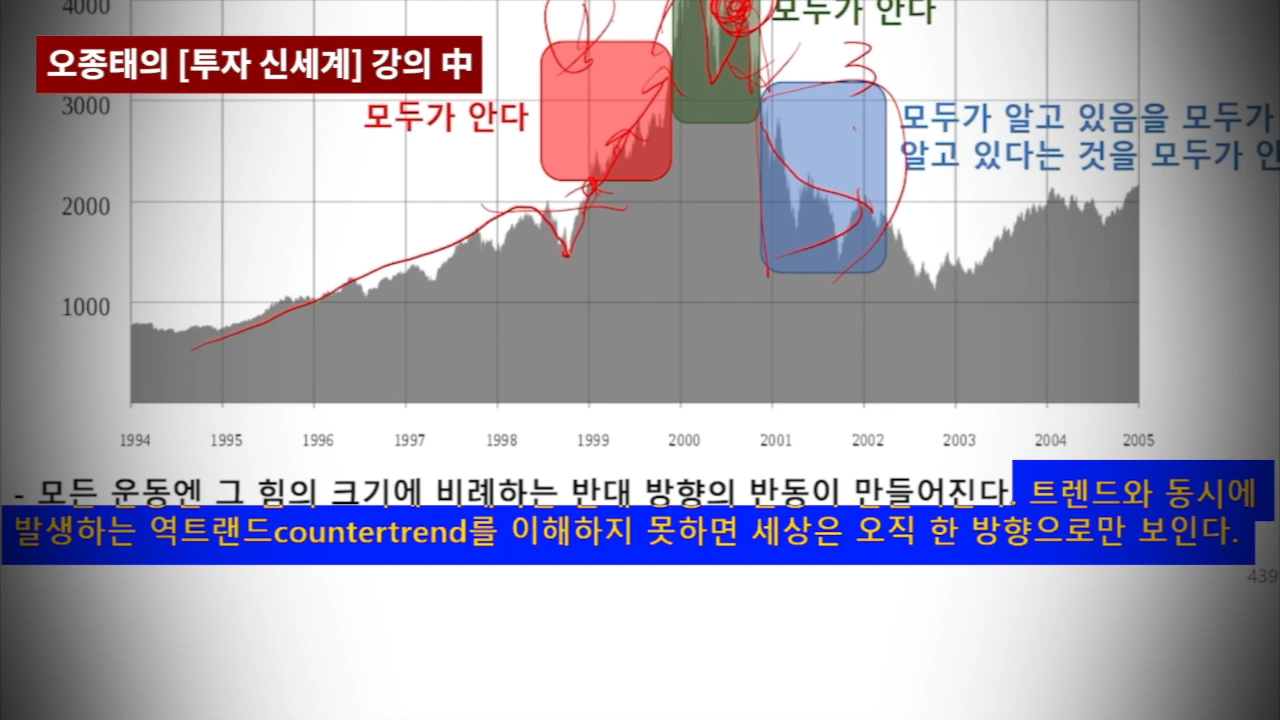 4000
모두가 안다
오종태의 [투자 신세계] 강의 中
3
3000
모두가 안다
모두가 알고 있음을 모두가
알고 있다는 것을 모두가
2000
1000
1994 1995 1996 1997 1998 1999 2000 2001 2002 2003 2004 2005
- 모든 운동엔 그 힘의 크기에 비례하는 반대 방향의 반동이 만들어진다. 트렌드와 동시에
발생하는 역트랜드countertrend를 이해하지 못하면 세상은 오직 한 방향으로만 보인다.
439